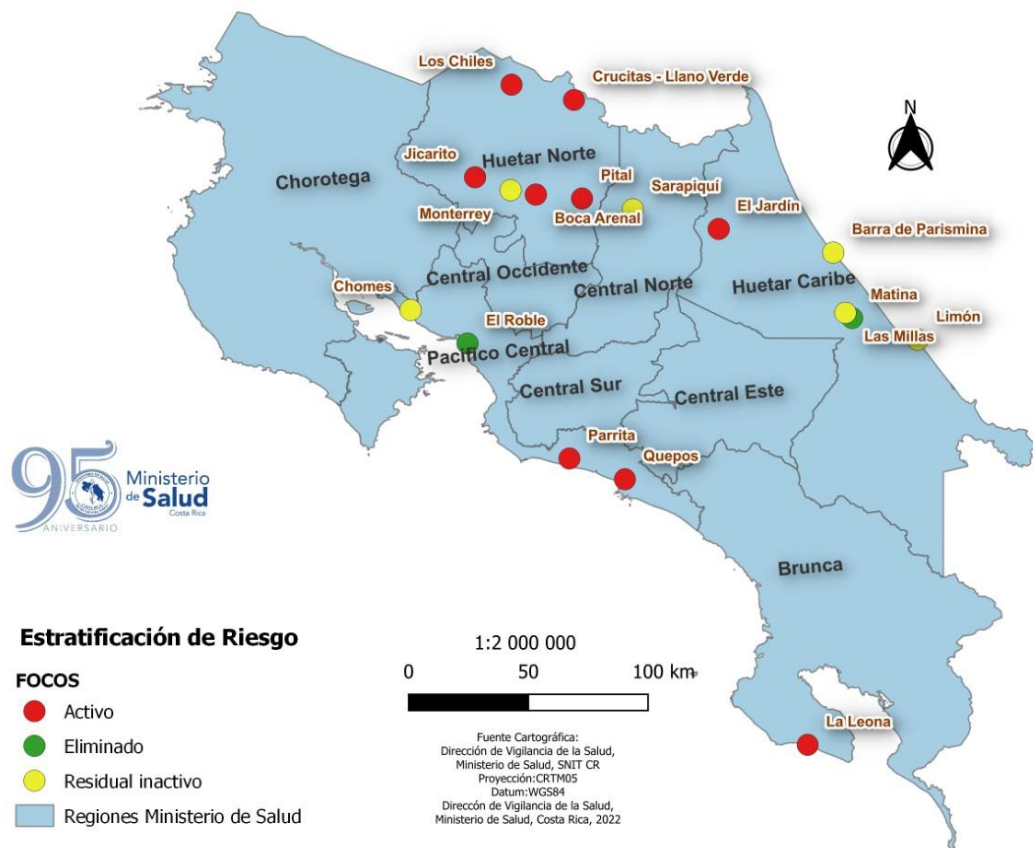 Los Chiles
Crucitas - Llano Verde
N
Jicarito
Huetar Norte
Pital
Sarapiquí
Chorotega
El Jardín
Monterrey
Boca Arenal
Barra de Parismina
Central Occidente
Chomes
Central Norte
Huetar Caribe
Matina
El Roble
Limón
Las Millas
Pacífico Central
Central Sur
Central Este
Parrita
Quepos
95
ANIVERSARIO
Ministerio
de Salud
Costa Rica
Brunca
La Leona
Estratificación de Riesgo
FOCOS
Activo
Eliminado
Residual inactivo
Regiones Ministerio de Salud
1:2 000 000
0 50 100 km
Fuente Cartográfica:
Dirección de Vigilancia de la Salud,
Ministerio de Salud, SNIT CR
Proyección:CRTM05
Datum:WGS84
Direccón de Vigilancia de la Salud,
Ministerio de Salud, Costa Rica, 2022